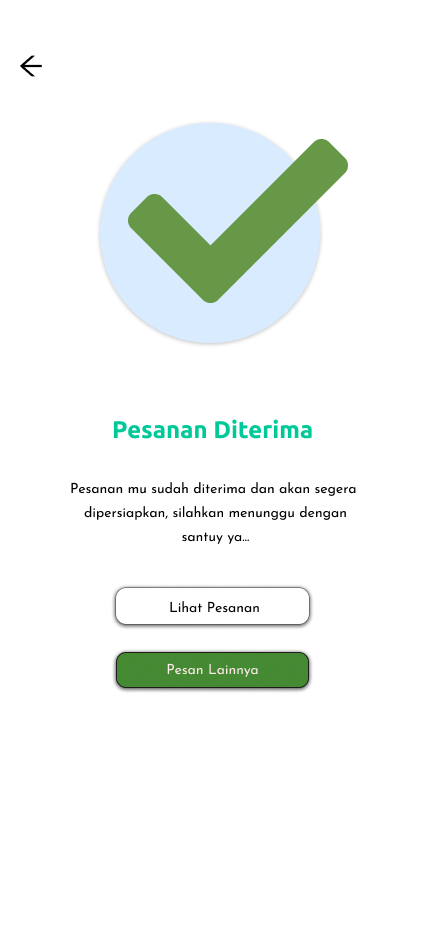 Pesanan Diterima
Pesanan mu sudah diterima dan akan segera
dipersiapkan, silahkan menunggu dengan
santuy ya...
Lihat Pesanan
Pesan Lainnya